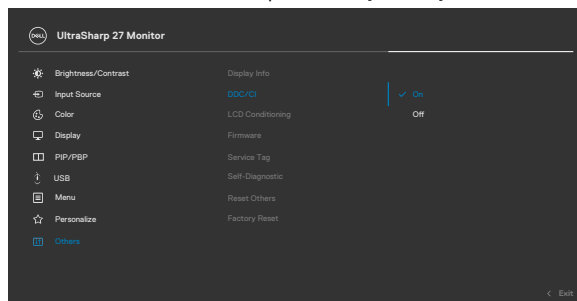 DELL UltraSharp 27 Monitor
Brightness/Contrast Display Info
Input Source DDC/CI On
Color LCD Conditioning Off
Display Firmware
PIP/PBP Service Tag
USB Self-Diagnostic
Menu Reset Others
Personalize Factory Reset
Others
Exit